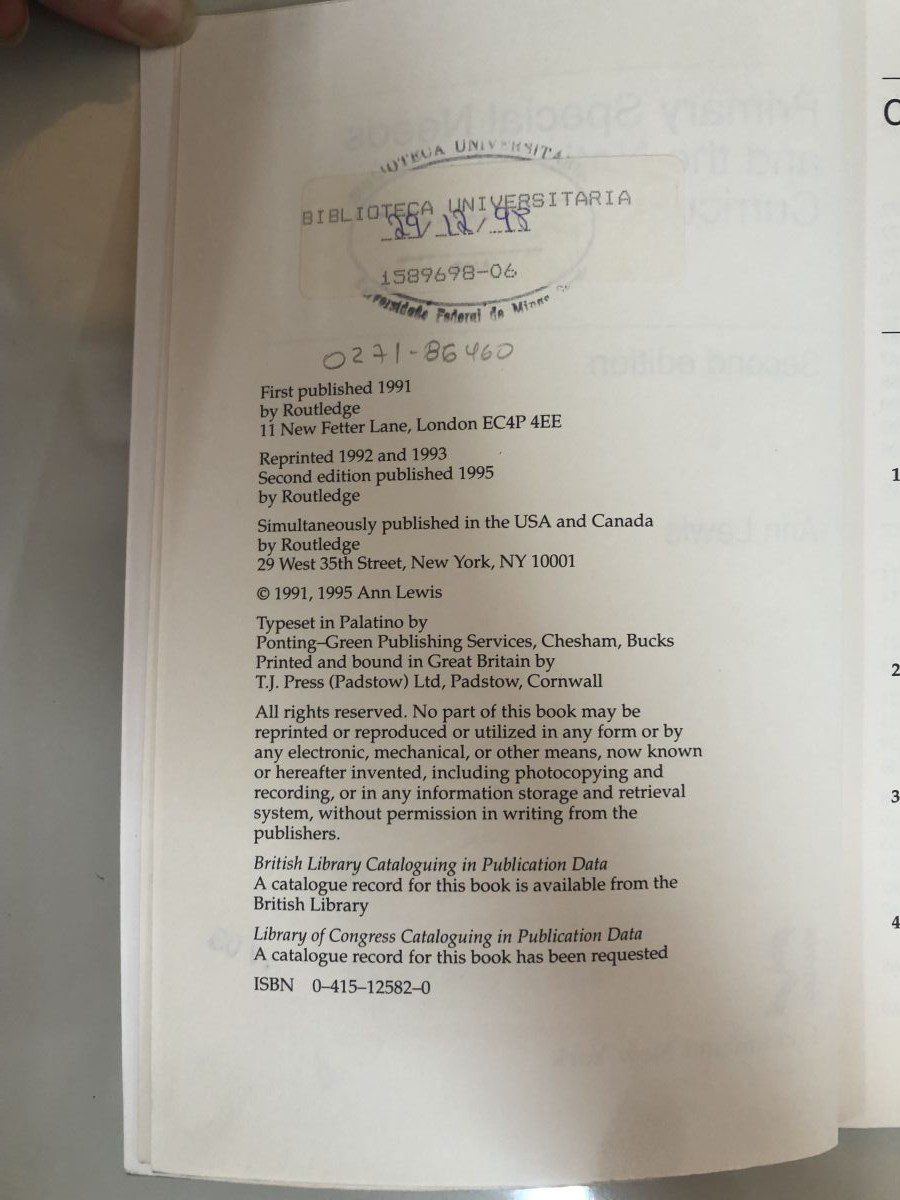 BIBLIOTECA UNIVERSITARIA
29/12/95
1589698-06
Federal de Minas
0271-86460
First published 1991
by Routledge
11 New Fetter Lane, London EC4P 4EE
Reprinted 1992 and 1993
Second edition published 1995
by Routledge
Simultaneously published in the USA and Canada
by Routledge
29 West 35th Street, New York, NY 10001
© 1991, 1995 Ann Lewis
Typeset in Palatino by
Ponting–Green Publishing Services, Chesham, Bucks
Printed and bound in Great Britain by
T.J. Press (Padstow) Ltd, Padstow, Cornwall
All rights reserved. No part of this book may be
reprinted or reproduced or utilized in any form or by
any electronic, mechanical, or other means, now known
or hereafter invented, including photocopying and
recording, or in any information storage and retrieval
system, without permission in writing from the
publishers.
British Library Cataloguing in Publication Data
A catalogue record for this book is available from the
British Library
Library of Congress Cataloguing in Publication Data
A catalogue record for this book has been requested
ISBN 0–415–12582–0
1
2
3
4